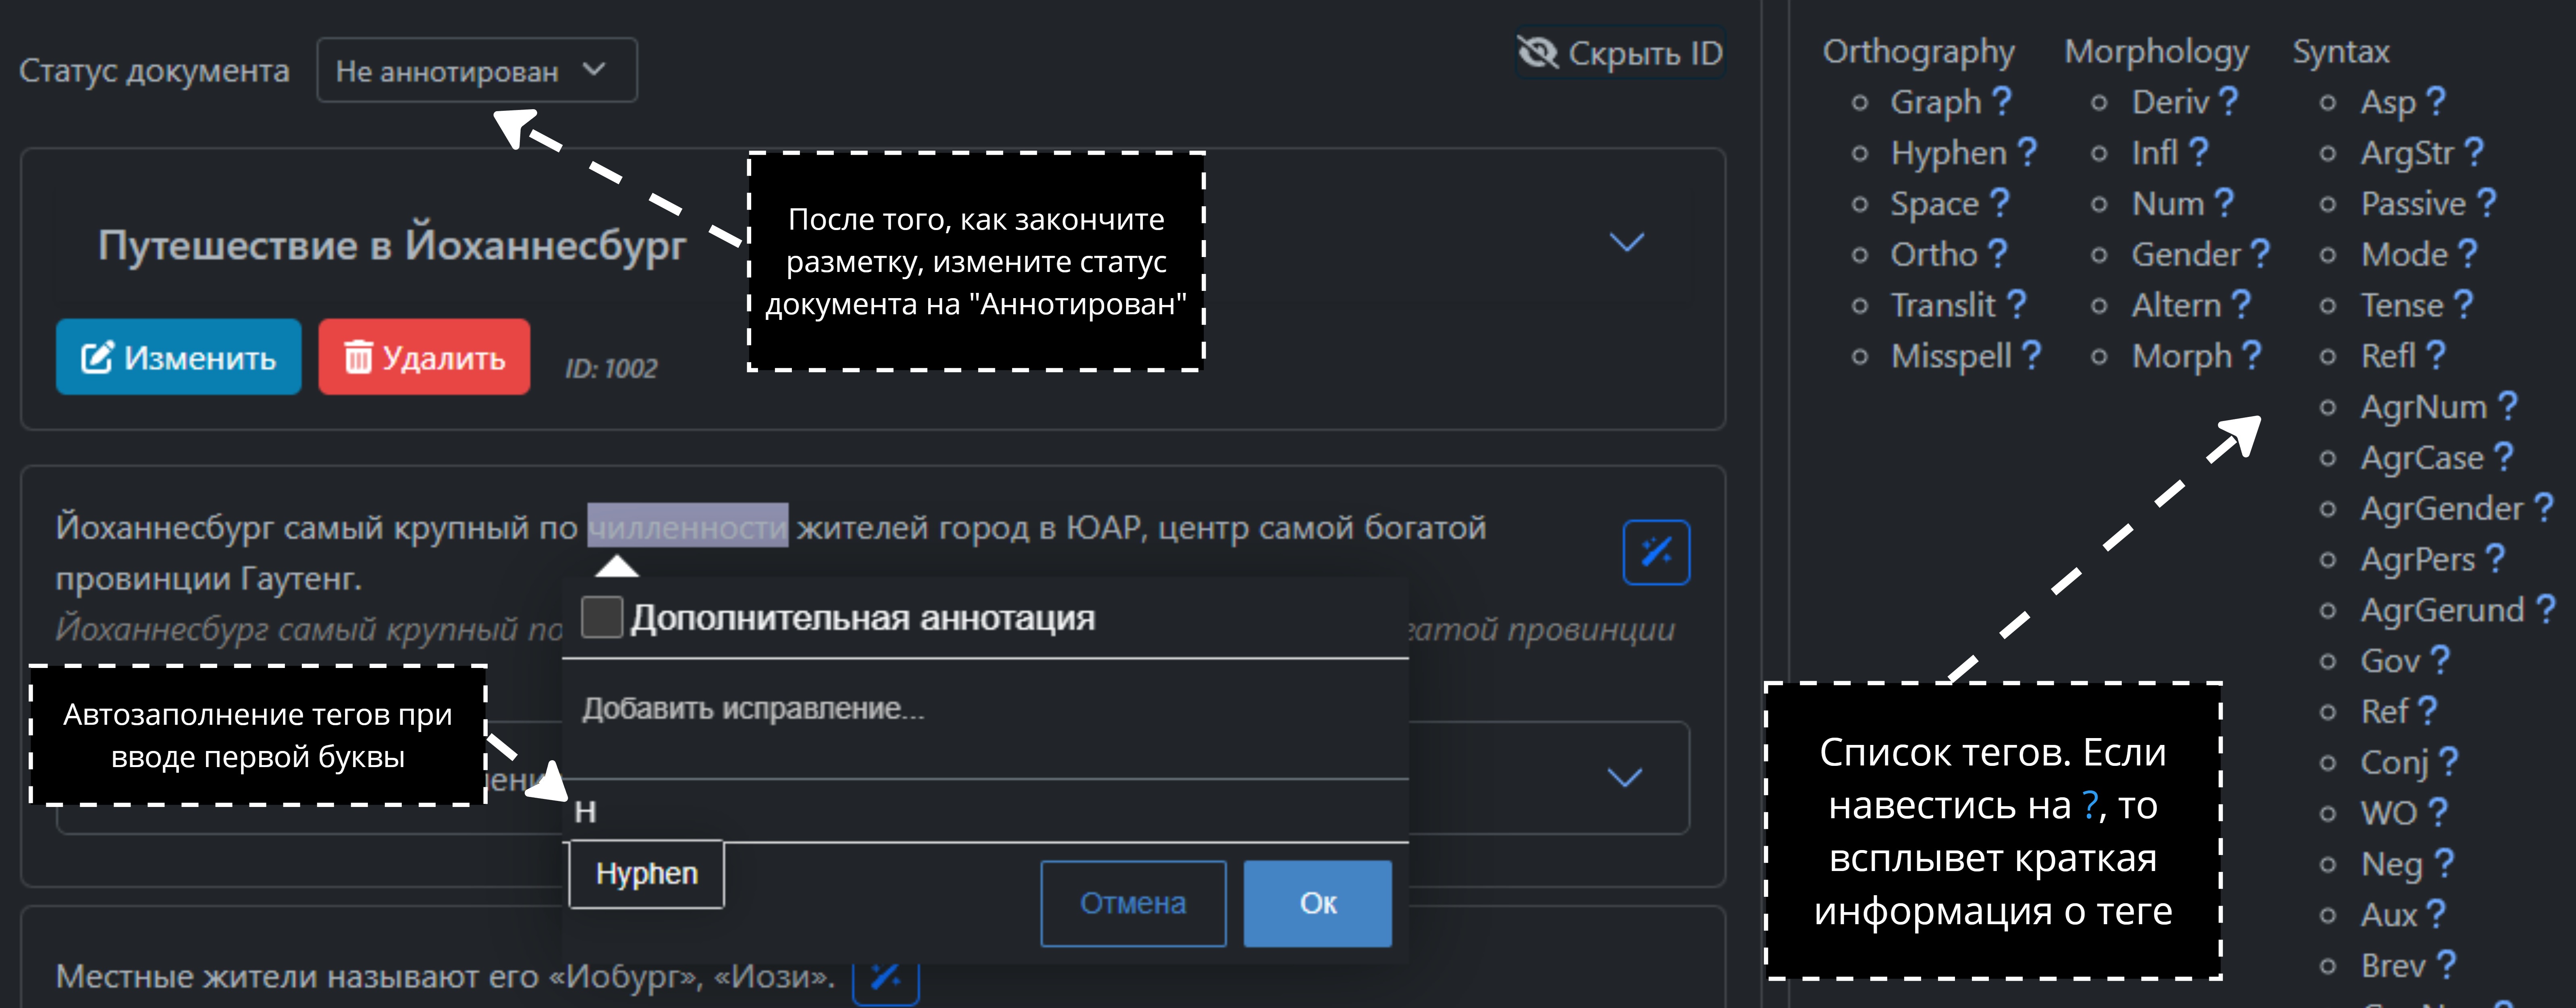 Статус документа
Не аннотирован
Скрыть ID
После того, как закончите
разметку, измените статус
документа на "Аннотирован"
Путешествие в Йоханнесбург
Изменить
Удалить
ID: 1002
Йоханнесбург самый крупный по чилленности жителей город в ЮАР, центр самой богатой
провинции Гаутенг.
Йоханнесбург самый крупный по
гатой провинции
Дополнительная аннотация
Добавить исправление...
Автозаполнение тегов при
вводе первой буквы
H
Hyphen
Отмена
Ок
Местные жители называют его «Йобург», «Йози».
Orthography
Graph ?
Hyphen ?
Space ?
Ortho ?
Translit ?
Misspell ?
Morphology
Deriv ?
Infl ?
Num ?
Gender ?
Altern ?
Morph ?
Syntax
Asp ?
ArgStr ?
Passive ?
Mode ?
Tense ?
Refl ?
AgrNum ?
AgrCase ?
AgrGender ?
AgrPers ?
AgrGerund ?
Gov ?
Ref ?
Conj ?
WO ?
Neg ?
Aux ?
Brev ?
Список тегов. Если
навестись на ?, то
всплывет краткая
информация о теге